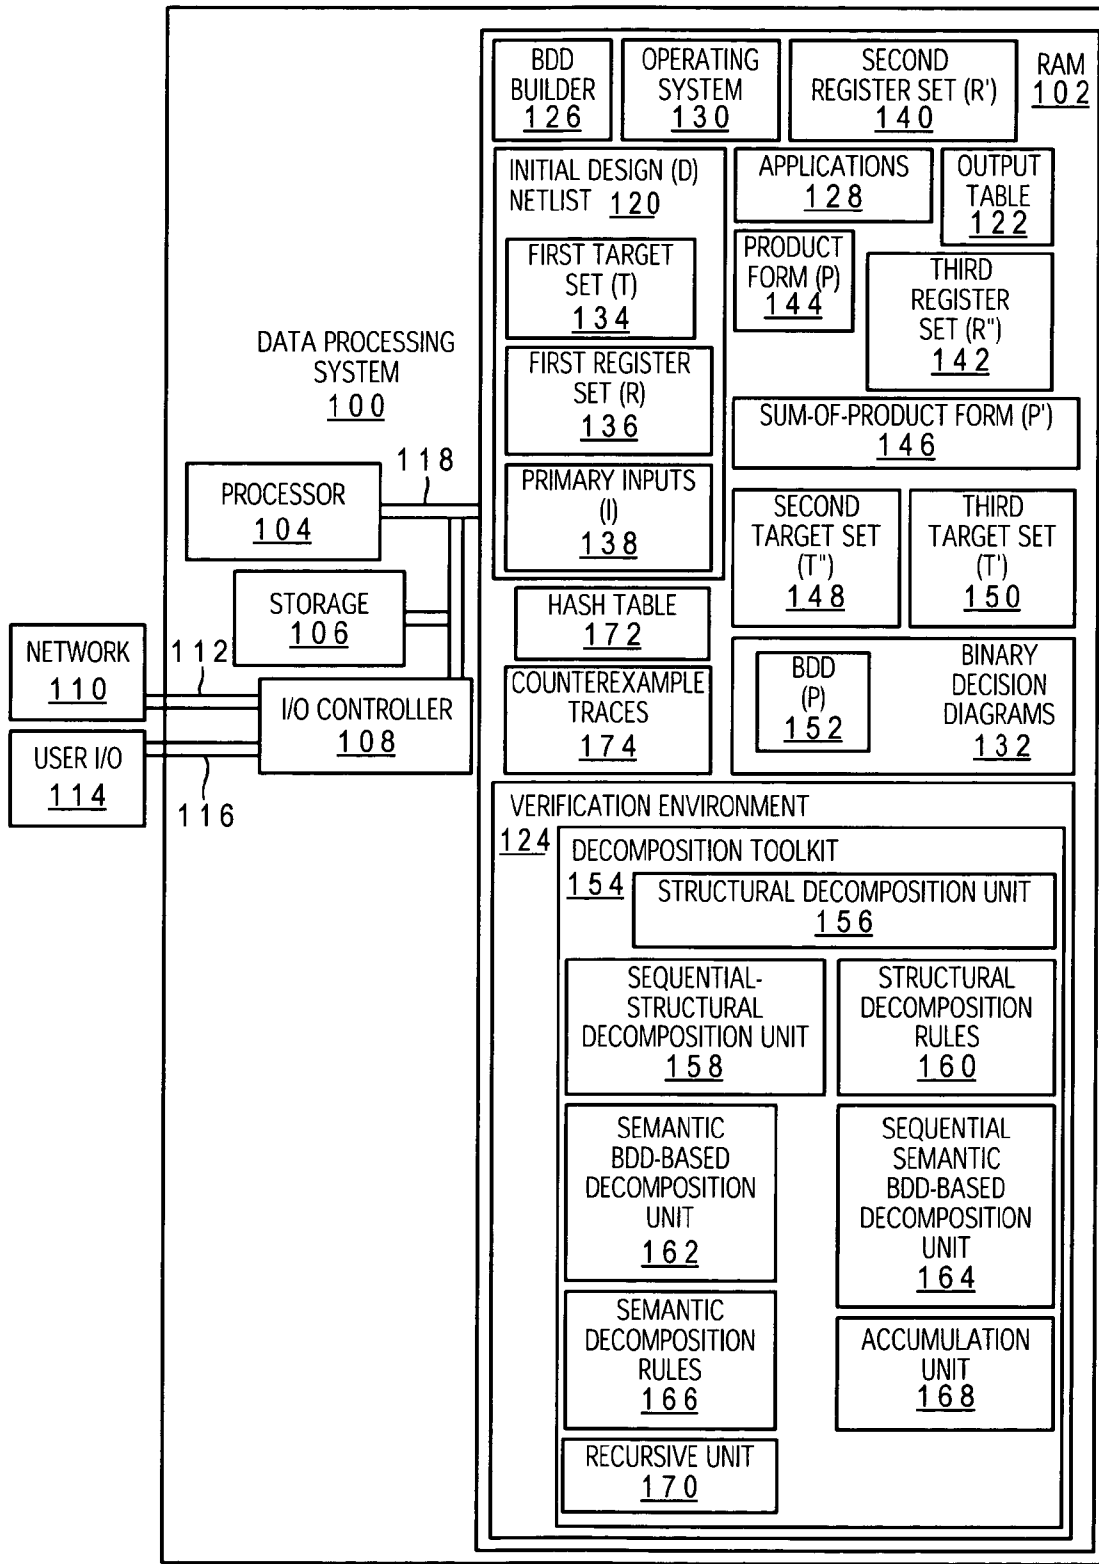 BDD
BUILDER
126
OPERATING
SYSTEM
130
SECOND
REGISTER SET (R')
140
RAM
102
INITIAL DESIGN (D)
NETLIST 120
APPLICATIONS
128
OUTPUT
TABLE
122
FIRST TARGET
SET (T)
134
PRODUCT
FORM (P)
144
THIRD
REGISTER
SET (R")
142
DATA PROCESSING
SYSTEM
100
FIRST REGISTER
SET (R)
136
SUM-OF-PRODUCT FORM (P')
146
118
PROCESSOR
104
PRIMARY INPUTS
(I)
138
SECOND
TARGET SET
(T")
148
THIRD
TARGET SET
(T')
150
STORAGE
106
HASH TABLE
172
NETWORK
110
112
I/O CONTROLLER
108
COUNTEREXAMPLE
TRACES
174
BDD
(P)
152
BINARY
DECISION
DIAGRAMS
132
USER I/O
114
116
VERIFICATION ENVIRONMENT
124
DECOMPOSITION TOOLKIT
154
STRUCTURAL DECOMPOSITION UNIT
156
SEQUENTIAL-
STRUCTURAL
DECOMPOSITION UNIT
158
STRUCTURAL
DECOMPOSITION
RULES
160
SEMANTIC
BDD-BASED
DECOMPOSITION
UNIT
162
SEQUENTIAL
SEMANTIC
BDD-BASED
DECOMPOSITION
UNIT
164
SEMANTIC
DECOMPOSITION
RULES
166
ACCUMULATION
UNIT
168
RECURSIVE UNIT
170